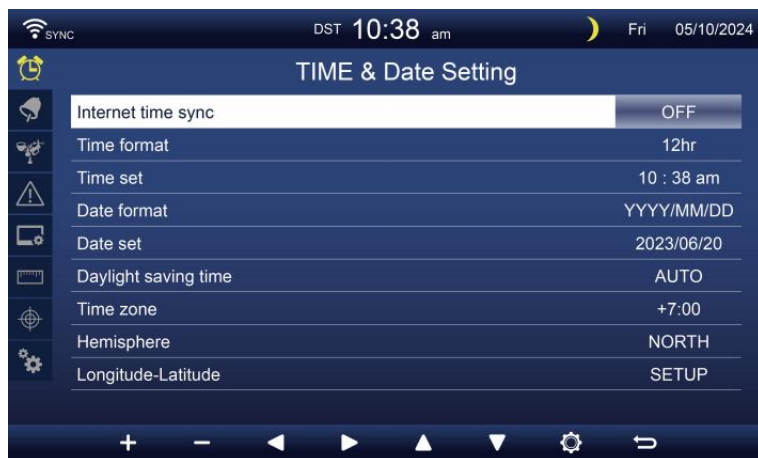 SYNC DST 10:38 am Fri 05/10/2024
TIME & Date Setting
Internet time sync OFF
Time format 12hr
Time set 10 : 38 am
Date format YYYY/MM/DD
Date set 2023/06/20
Daylight saving time AUTO
Time zone +7:00
Hemisphere NORTH
Longitude-Latitude SETUP